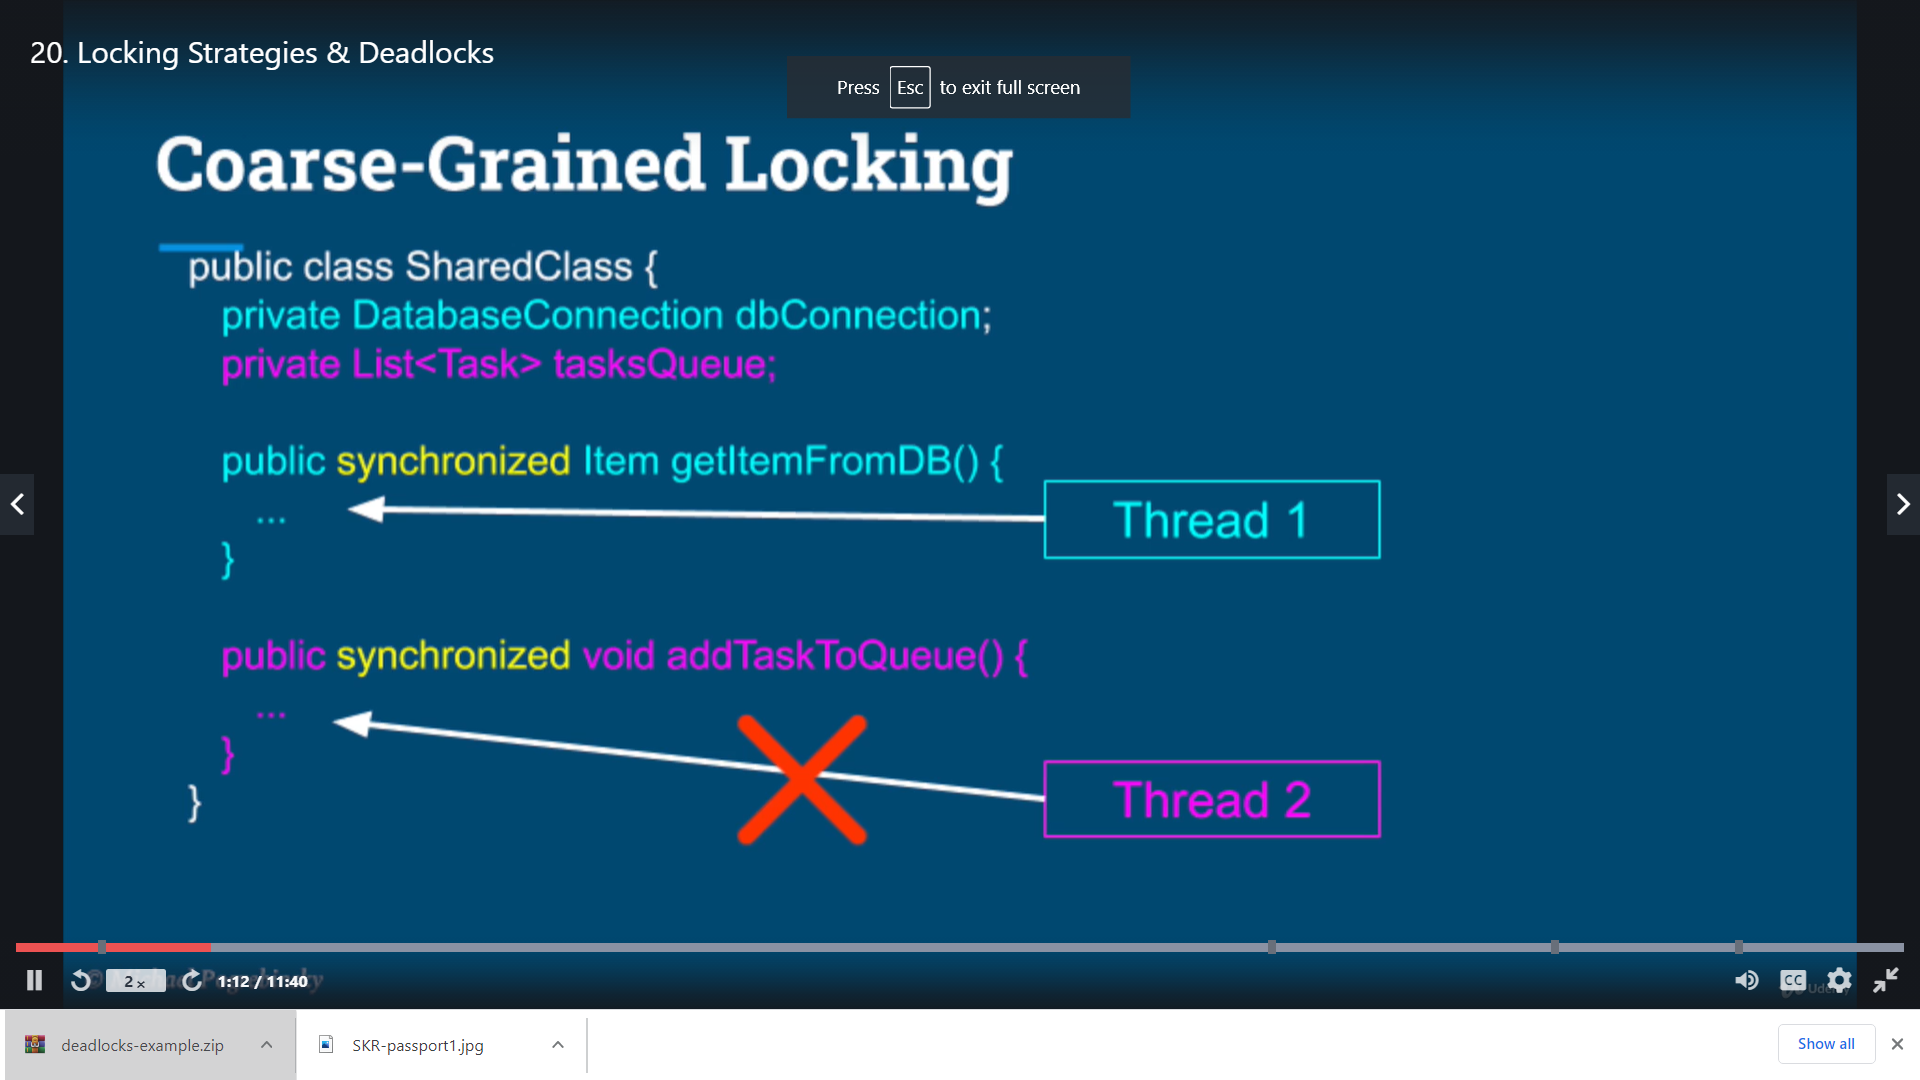 20. Locking Strategies & Deadlocks
Press Esc to exit full screen
Coarse-Grained Locking
public class SharedClass {
private DatabaseConnection dbConnection;
private List<Task> tasksQueue;
public synchronized Item getItemFromDB() {
...
}
Thread 1
public synchronized void addTaskToQueue() {
...
}
}
Thread 2
2 x
1:12 / 11:40
CC
deadlocks-example.zip
SKR-passport1.jpg
Show all